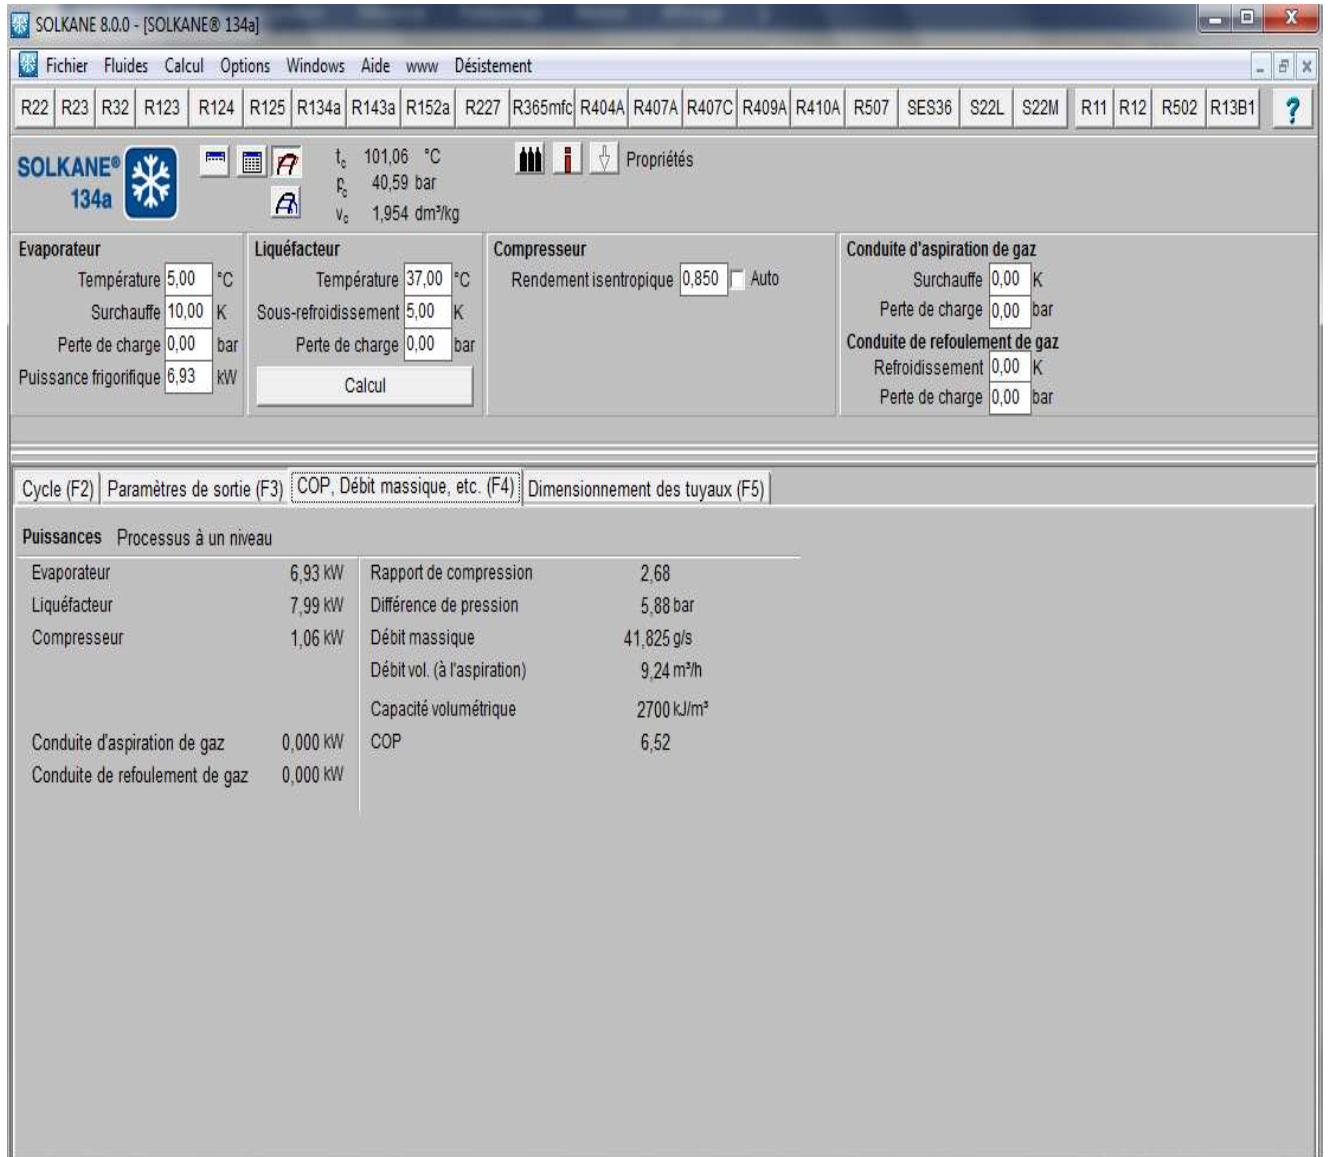 SOLKANE 8.0.0 - [SOLKANE® 134a]
Fichier Fluides Calcul Options Windows Aide www Désistement
R22 R23 R32 R123 R124 R125 R134a R143a R152a R227 R365mfc R404A R407A R407C R409A R410A R507 SES36 S22L S22M R11 R12 R502 R13B1 ?
SOLKANE®
134a
tc 101,06 °C
pc 40,59 bar
vc 1,954 dm³/kg
Propriétés
Evaporateur
Température 5,00 °C
Surchauffe 10,00 K
Perte de charge 0,00 bar
Puissance frigorifique 6,93 kW
Liquéfacteur
Température 37,00 °C
Sous-refroidissement 5,00 K
Perte de charge 0,00 bar
Calcul
Compresseur
Rendement isentropique 0,850 Auto
Conduite d'aspiration de gaz
Surchauffe 0,00 K
Perte de charge 0,00 bar
Conduite de refoulement de gaz
Refroidissement 0,00 K
Perte de charge 0,00 bar
Cycle (F2) Paramètres de sortie (F3) COP, Débit massique, etc. (F4) Dimensionnement des tuyaux (F5)
Puissances Processus à un niveau
Evaporateur 6,93 kW
Liquéfacteur 7,99 kW
Compresseur 1,06 kW
Conduite d'aspiration de gaz 0,000 kW
Conduite de refoulement de gaz 0,000 kW
Rapport de compression 2,68
Différence de pression 5,88 bar
Débit massique 41,825 g/s
Débit vol. (à l'aspiration) 9,24 m³/h
Capacité volumétrique 2700 kJ/m³
COP 6,52